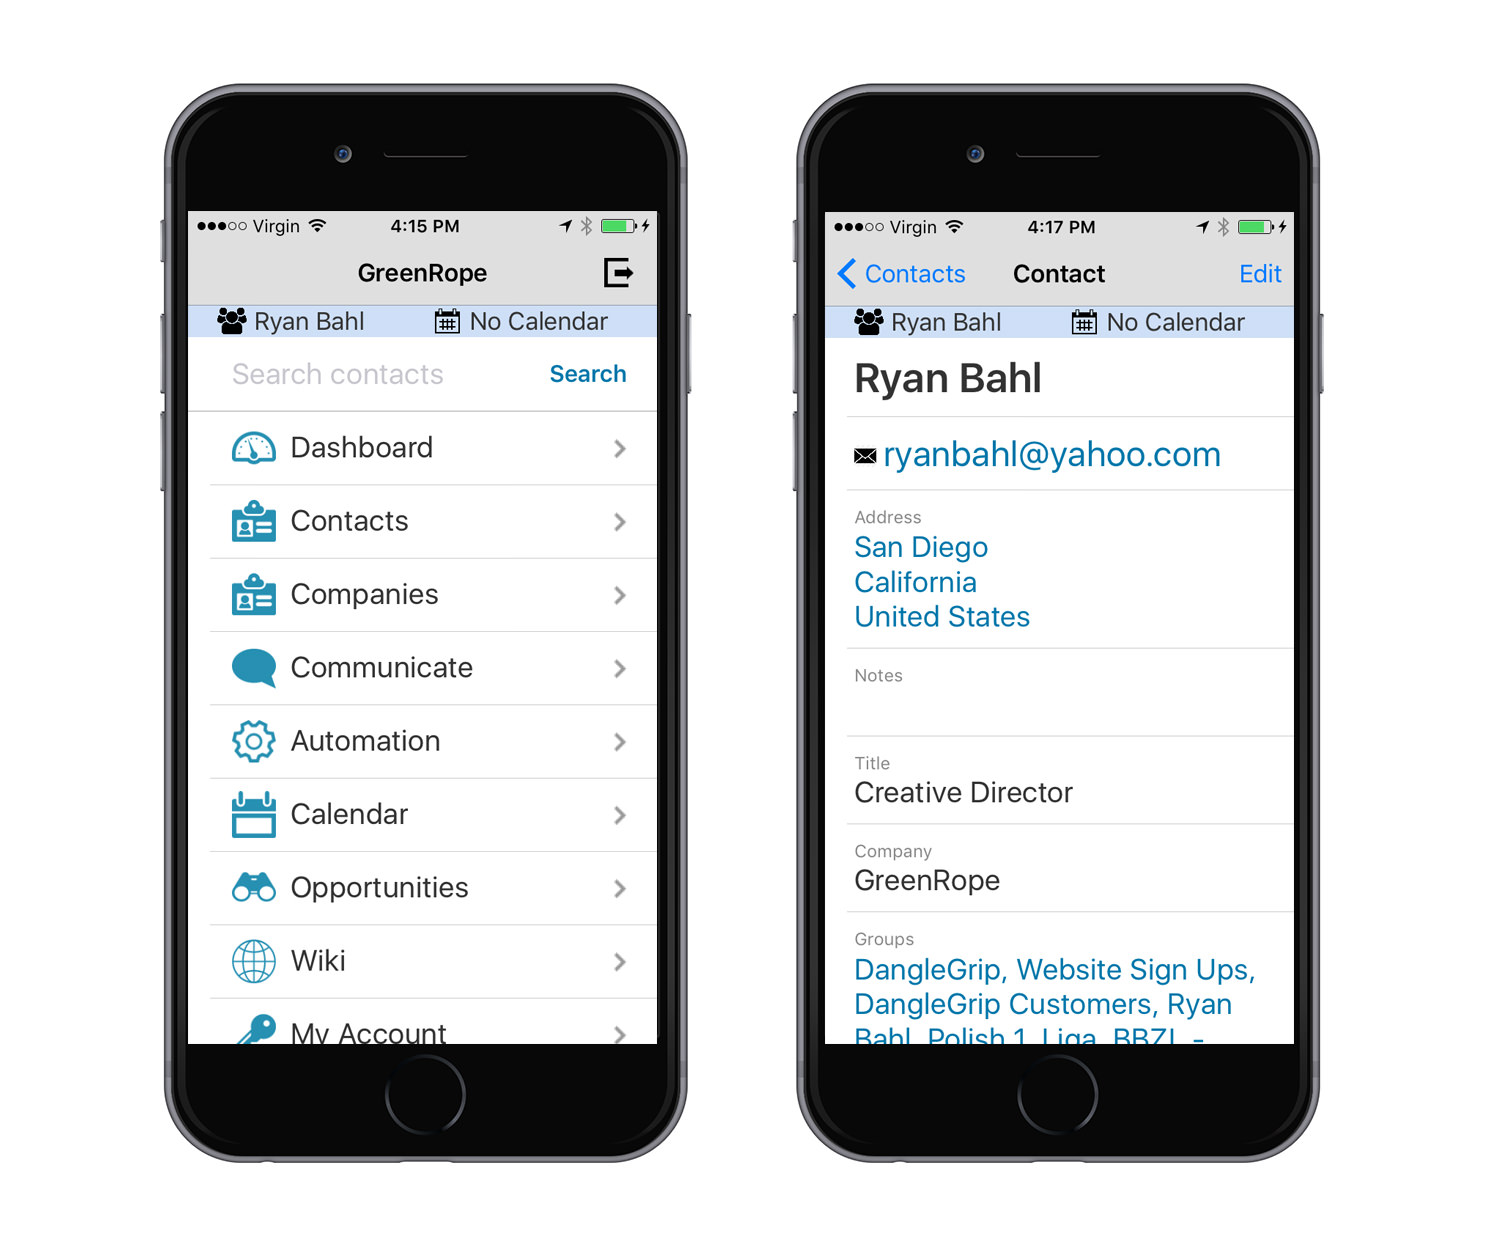 Virgin 4:15 PM
GreenRope
Ryan Bahl No Calendar
Search contacts Search
Dashboard
Contacts
Companies
Communicate
Automation
Calendar
Opportunities
Wiki
My Account
Virgin 4:17 PM
Contacts Contact Edit
Ryan Bahl No Calendar
Ryan Bahl
ryanbahl@yahoo.com
Address
San Diego
California
United States
Notes
Title
Creative Director
Company
GreenRope
Groups
DangleGrip, Website Sign Ups,
DangleGrip Customers, Ryan
Bahl, Polish 1. Liga, BBZL -